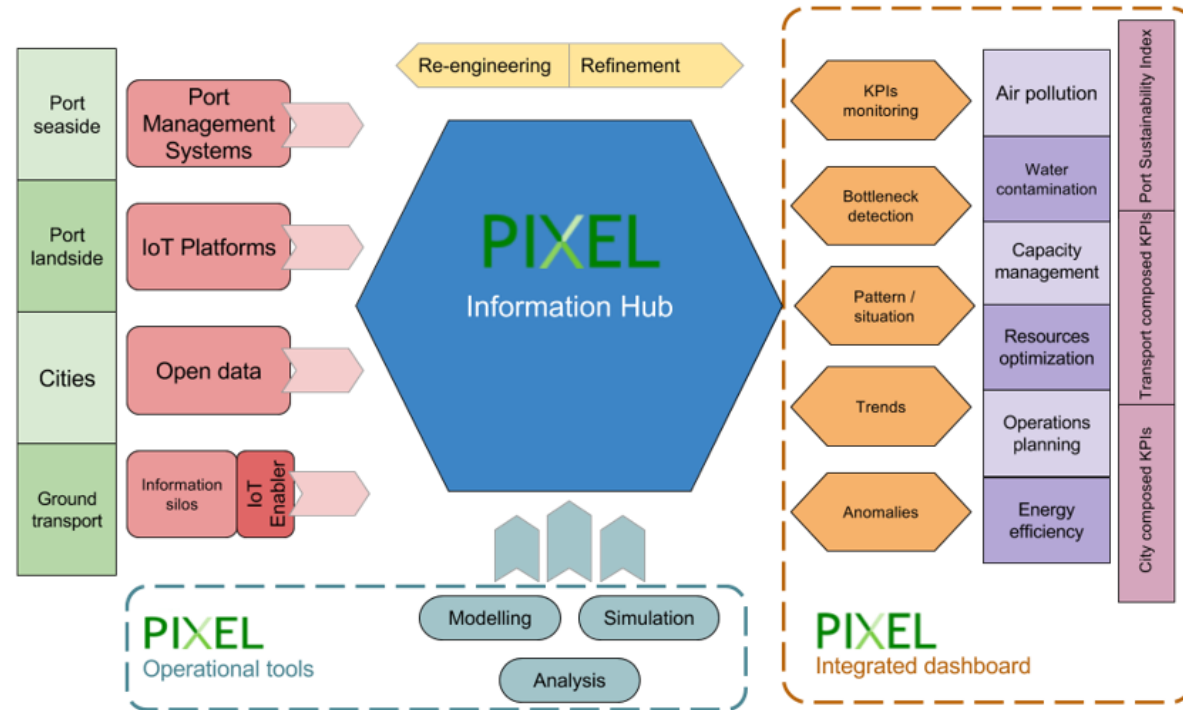 Port
seaside
Port
landside
Cities
Ground
transport
Port
Management
Systems
IoT Platforms
Open data
Information
silos
IoT
Enabler
Re-engineering
Refinement
PIXEL
Information Hub
PIXEL
Operational tools
Modelling
Simulation
Analysis
KPIs
monitoring
Bottleneck
detection
Pattern /
situation
Trends
Anomalies
Air pollution
Water
contamination
Capacity
management
Resources
optimization
Operations
planning
Energy
efficiency
Port Sustainability Index
Transport composed KPIs
City composed KPIs
PIXEL
Integrated dashboard